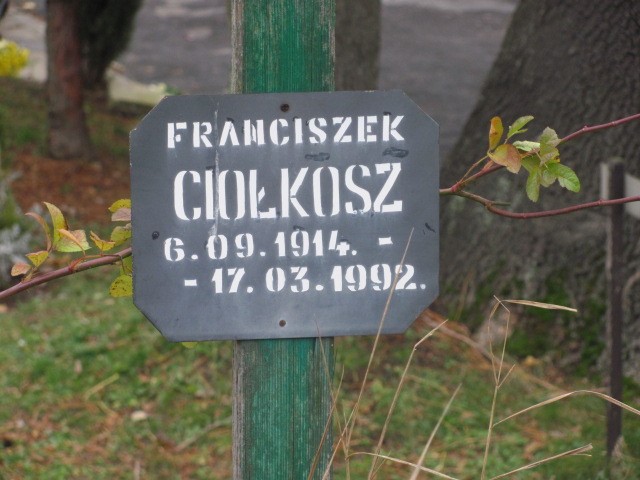 FRANCISZEK
CIOŁKOSZ
6.09.1914. -
- 17.03.1992.